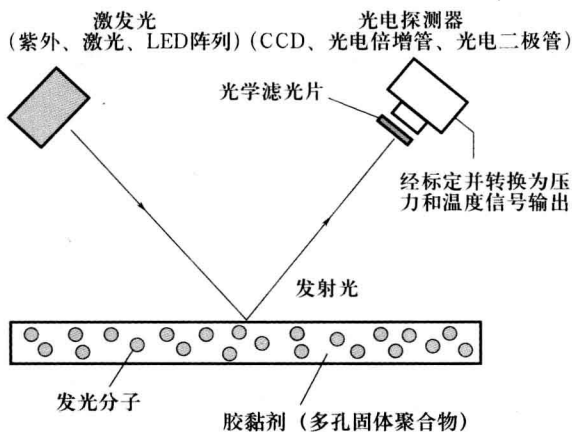 激发光
(紫外、激光、LED阵列)
光电探测器
(CCD、光电倍增管、光电二极管)
光学滤光片
经标定并转换为压
力和温度信号输出
发射光
发光分子
胶黏剂（多孔固体聚合物）